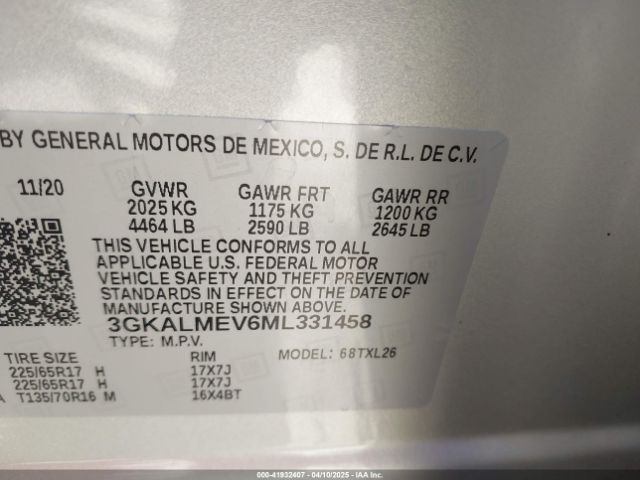 BY GENERAL MOTORS DE MEXICO, S. DE R.L. DE C.V.
11/20 GVWR GAWR FRT GAWR RR
2025 KG 1175 KG 1200 KG
4464 LB 2590 LB 2645 LB
THIS VEHICLE CONFORMS TO ALL
APPLICABLE U.S. FEDERAL MOTOR
VEHICLE SAFETY AND THEFT PREVENTION
STANDARDS IN EFFECT ON THE DATE OF
MANUFACTURE SHOWN ABOVE.
3GKALMEV6ML331458
TYPE: M.P.V. MODEL: 68TXL26
TIRE SIZE RIM
225/65R17 H 17X7J
225/65R17 H 17X7J
A T135/70R16 M 16X4BT
00-41932407 - 04/10/2025 - IAA Inc.